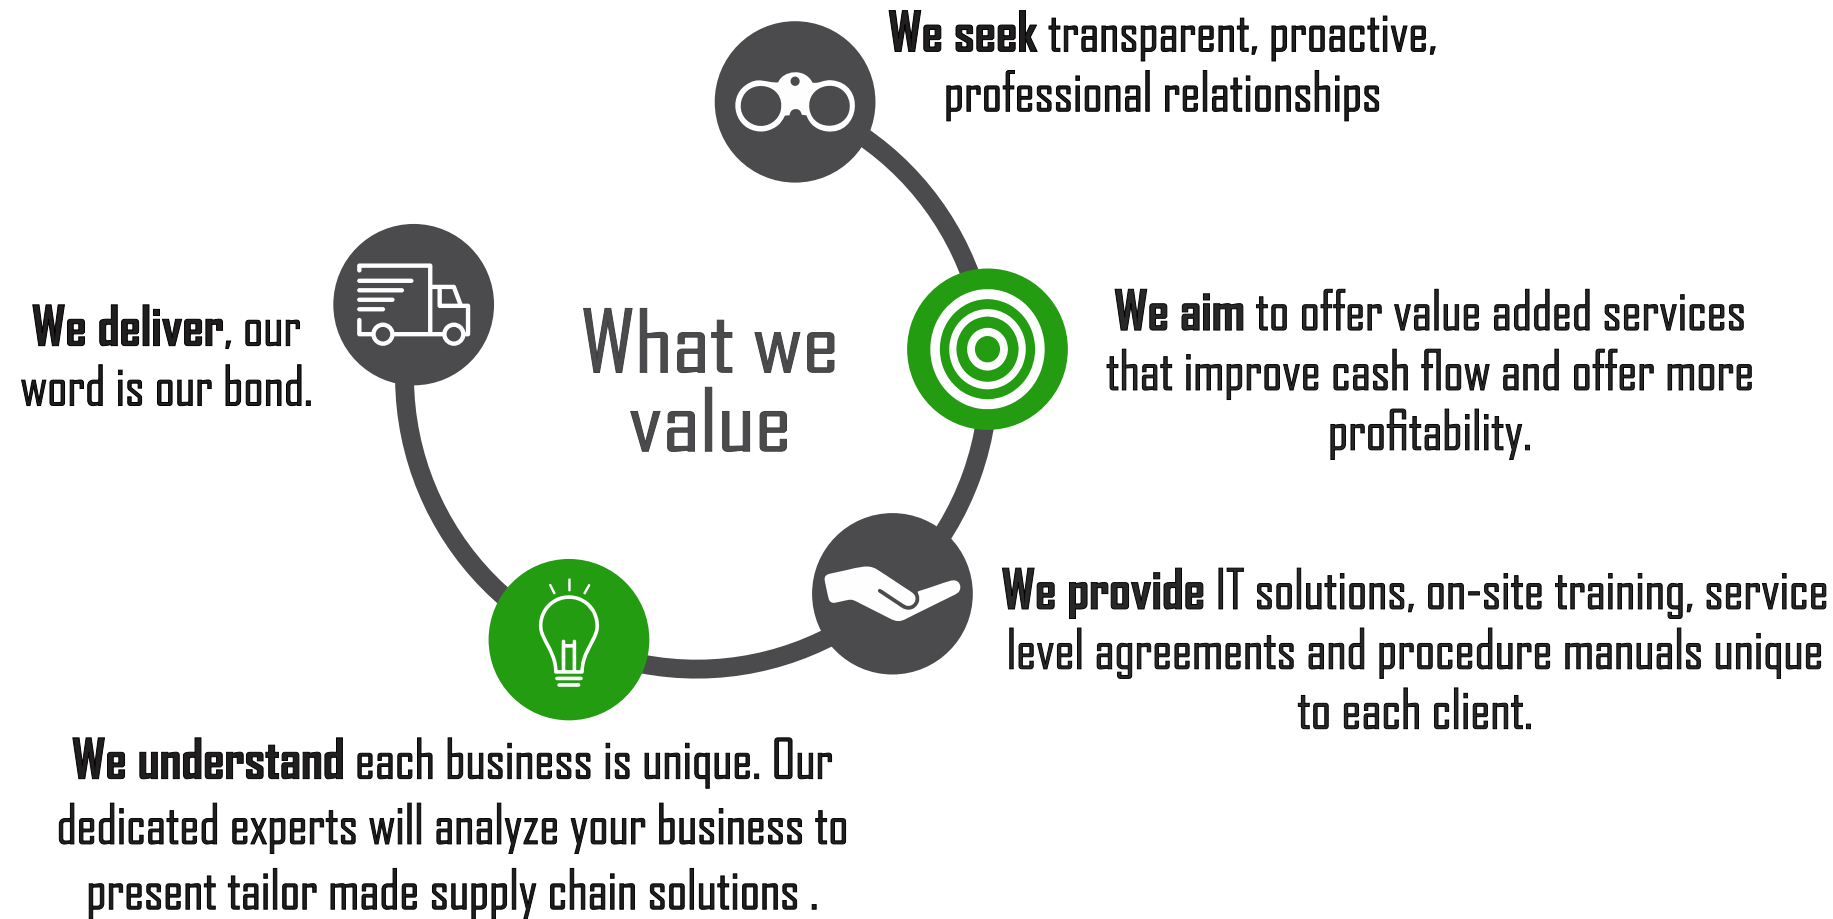 We seek transparent, proactive,
professional relationships
What we
value
We aim to offer value added services
that improve cash flow and offer more
profitability.
We provide IT solutions, on-site training, service
level agreements and procedure manuals unique
to each client.
We understand each business is unique. Our
dedicated experts will analyze your business to
present tailor made supply chain solutions .
We deliver, our
word is our bond.